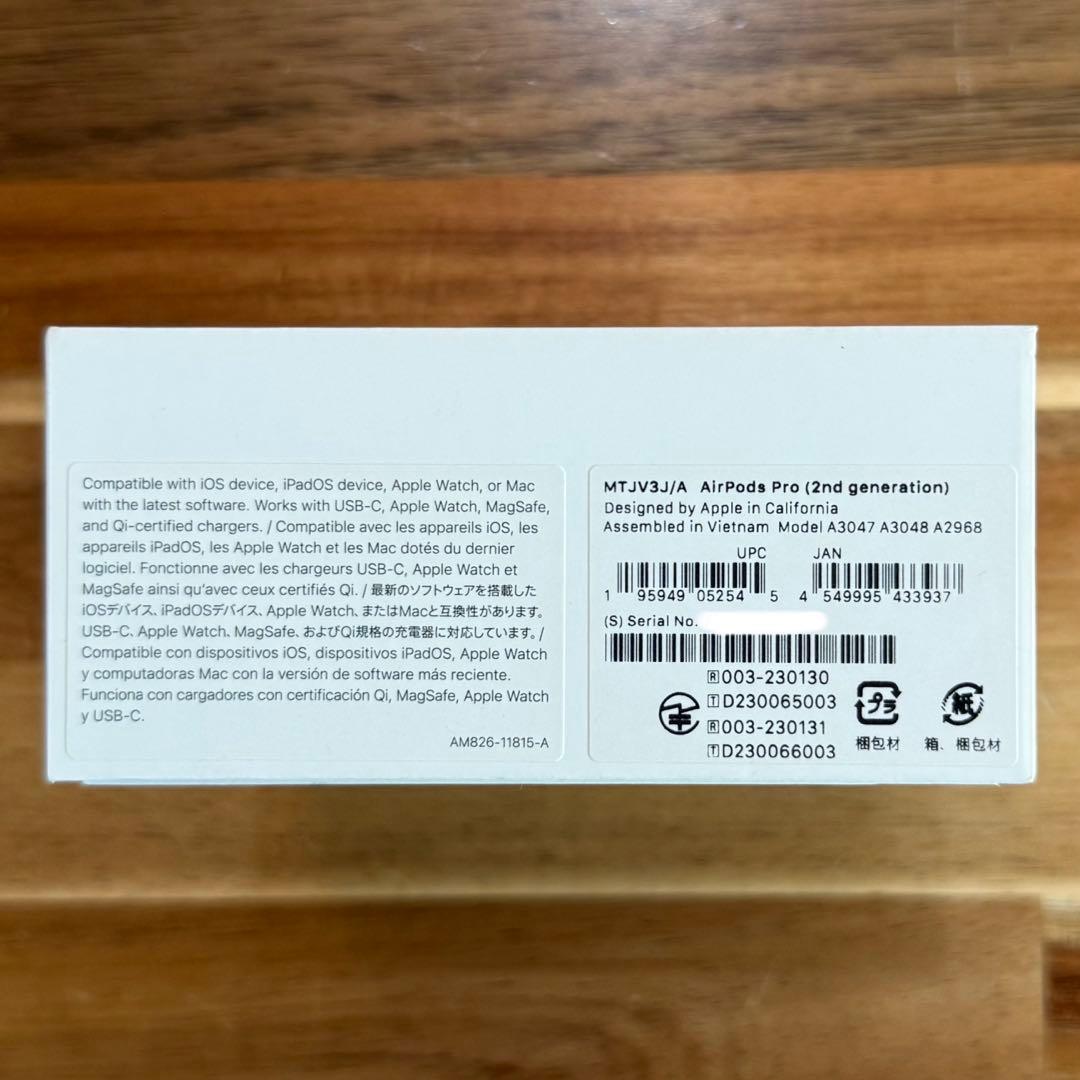 Compatible with iOS device, iPadOS device, Apple Watch, or Mac
with the latest software. Works with USB-C, Apple Watch, MagSafe,
and Qi-certified chargers. / Compatible avec les appareils iOS, les
appareils iPadOS, les Apple Watch et les Mac dotés du dernier
logiciel. Fonctionne avec les chargeurs USB-C, Apple Watch et
MagSafe ainsi qu'avec ceux certifiés Qi. / 最新のソフトウェアを搭載した
iOSデバイス、iPadOSデバイス、Apple Watch、またはMacと互換性があります。
USB-C、Apple Watch、MagSafe、およびQi規格の充電器に対応しています。/
Compatible con dispositivos iOS, dispositivos iPadOS, Apple Watch
y computadoras Mac con la versión de software más reciente.
Funciona con cargadores con certificación Qi, MagSafe, Apple Watch
y USB-C.
AM826-11815-A
MTJV3J/A AirPods Pro (2nd generation)
Designed by Apple in California
Assembled in Vietnam Model A3047 A3048 A2968
UPC JAN
1 95949 05254 5 4 549995 433937
(S) Serial No.
R 003-230130
T D230065003
R 003-231131
T D230066003
プラ
梱包材
紙
箱、梱包材